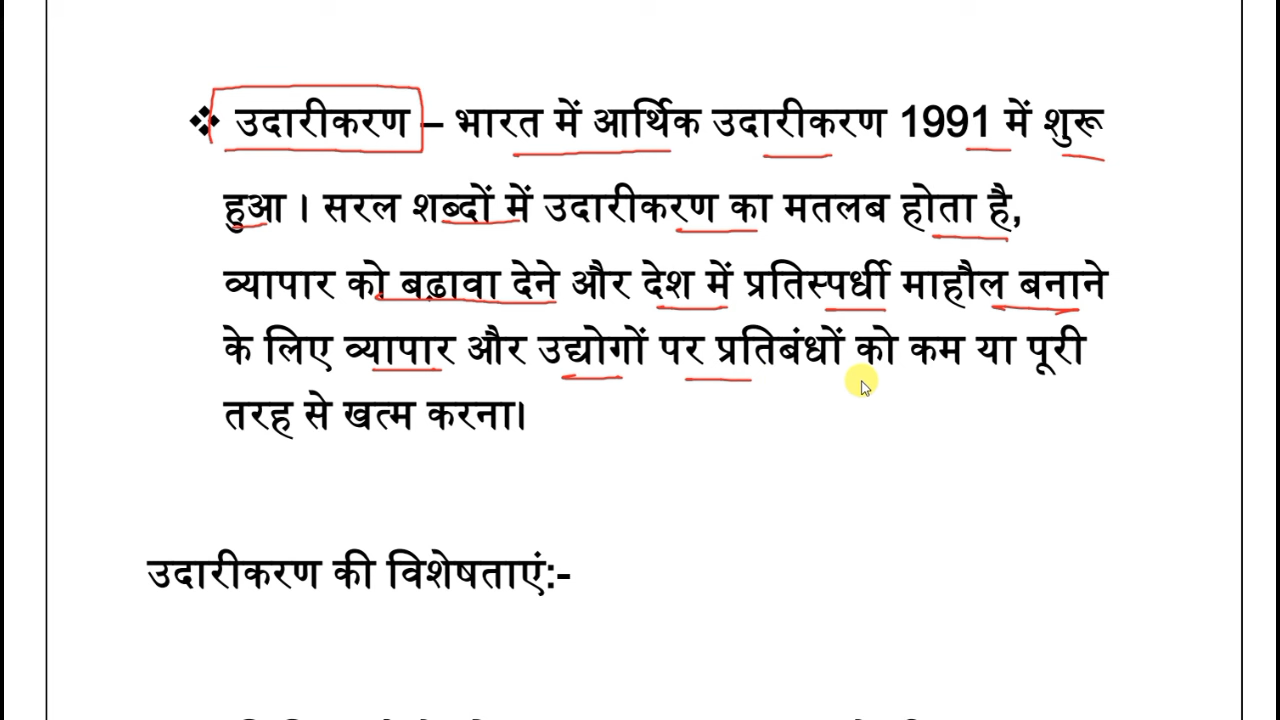 ❖ उदारीकरण – भारत में आर्थिक उदारीकरण 1991 में शुरू
हुआ । सरल शब्दों में उदारीकरण का मतलब होता है,
व्यापार को बढ़ावा देने और देश में प्रतिस्पर्धी माहौल बनाने
के लिए व्यापार और उद्योगों पर प्रतिबंधों को कम या पूरी
तरह से खत्म करना।
उदारीकरण की विशेषताएं:-